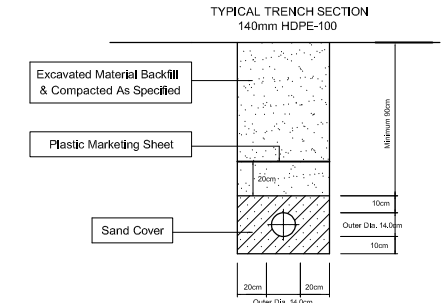 TYPICAL TRENCH SECTION
140mm HDPE-100
Excavated Material Backfill
& Compacted As Specified
Minimum 90cm
Plastic Marketing Sheet
20cm
10cm
Sand Cover
Outer Dia. 14.0cm
10cm
20cm
20cm
Outer Dia. 14.0cm